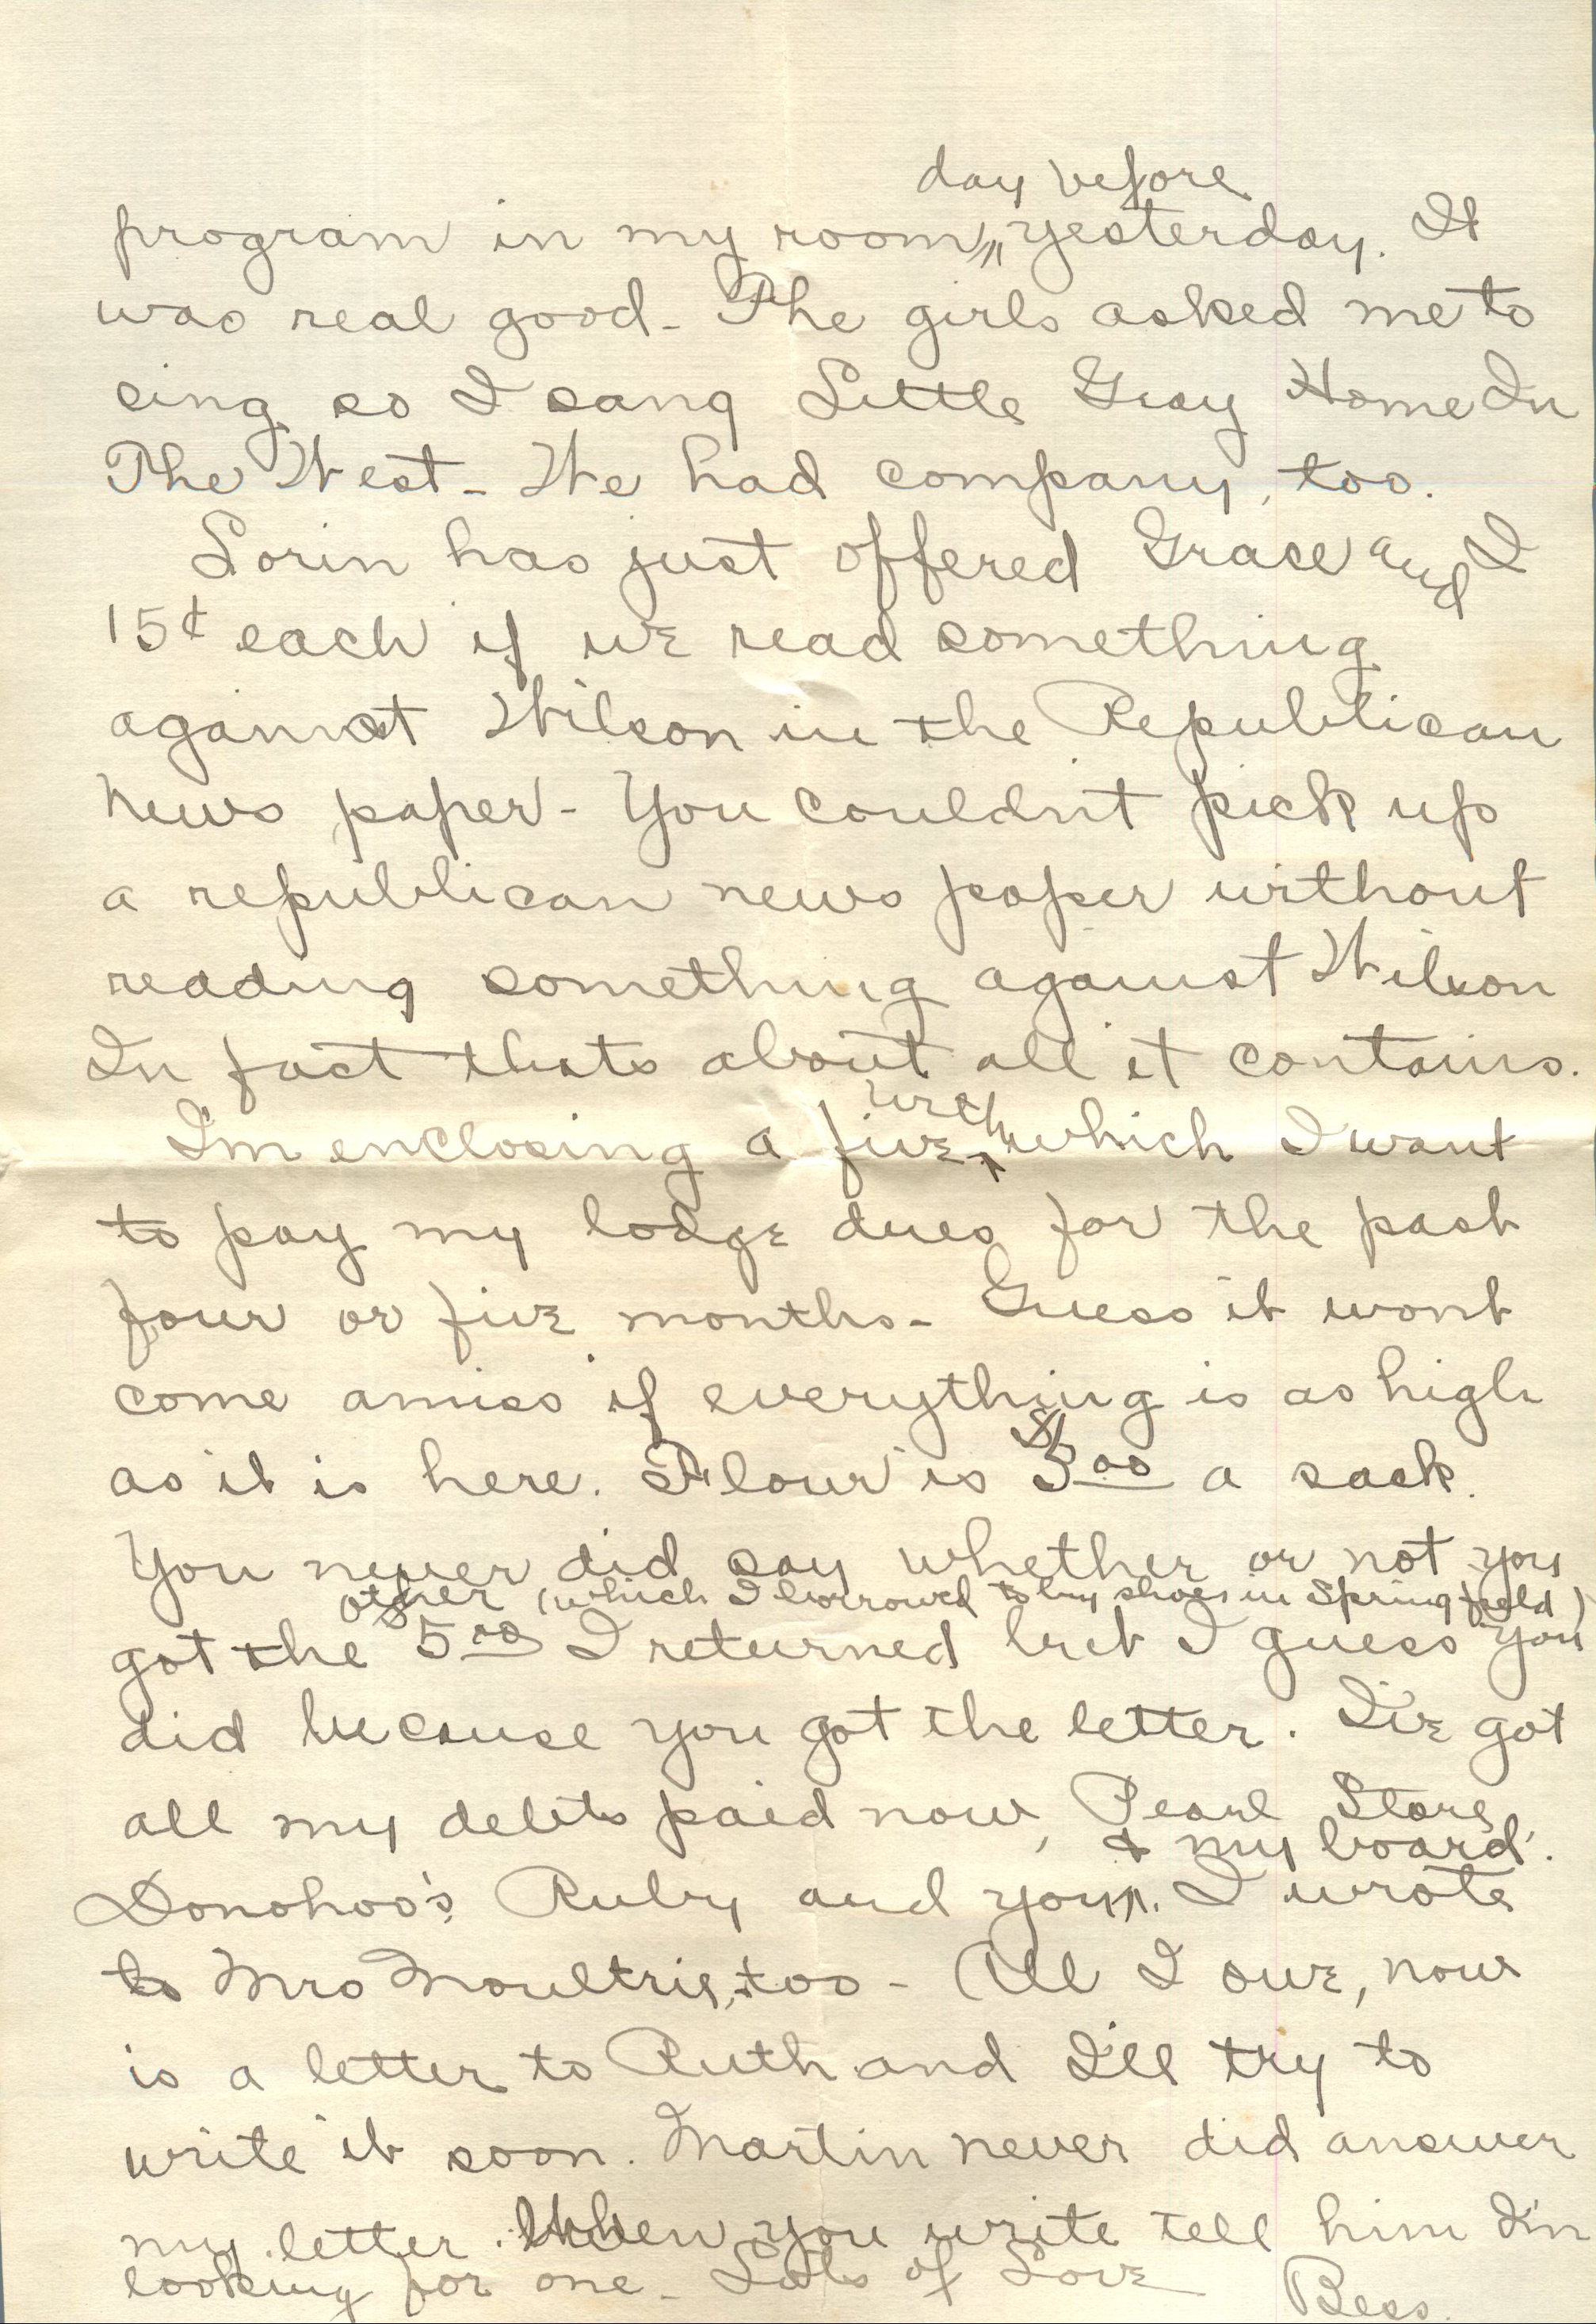 day before
program in my room yesterday. It
was real good - The girls asked me to
sing so I sang Little Gray Home In
The West - We had company, too.
Lorin has just offered Grace and I
15¢ each if we read something
against Wilson in the Republican
news paper - You couldn't pick up
a republican news paper without
reading something against Wilson
In fact thats about all it contains.
with
I'm enclosing a five which I want
to pay my lodge dues for the past
four or five months - Guess it wont
come amiss if everything is as high
as it is here. Flour is $5.00 a sack.
You never did say whether or not you
other (which I borrowed to buy shoes in Springfield)
got the $5.00 I returned but I guess you
did because you got the letter. I've got
all my debts paid now, Pearl Store,
& my board.
Donohoo's, Ruby and you. I wrote
to Mrs Moultrie, too - All I owe, now
is a letter to Ruth and I'll try to
write it soon. Martin never did answer
my letter. When you write tell him I'm
looking for one - Lots of Love Bess.